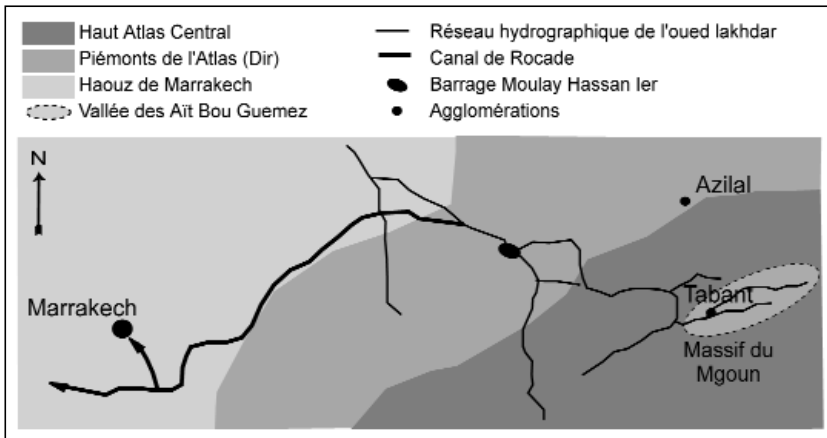 Haut Atlas Central
Piémonts de l'Atlas (Dir)
Haouz de Marrakech
Vallée des Aït Bou Guemez
Réseau hydrographique de l'oued lakhdar
Canal de Rocade
Barrage Moulay Hassan Ier
Agglomérations
N
Azilal
Marrakech
Tabant
Massif du
Mgoun